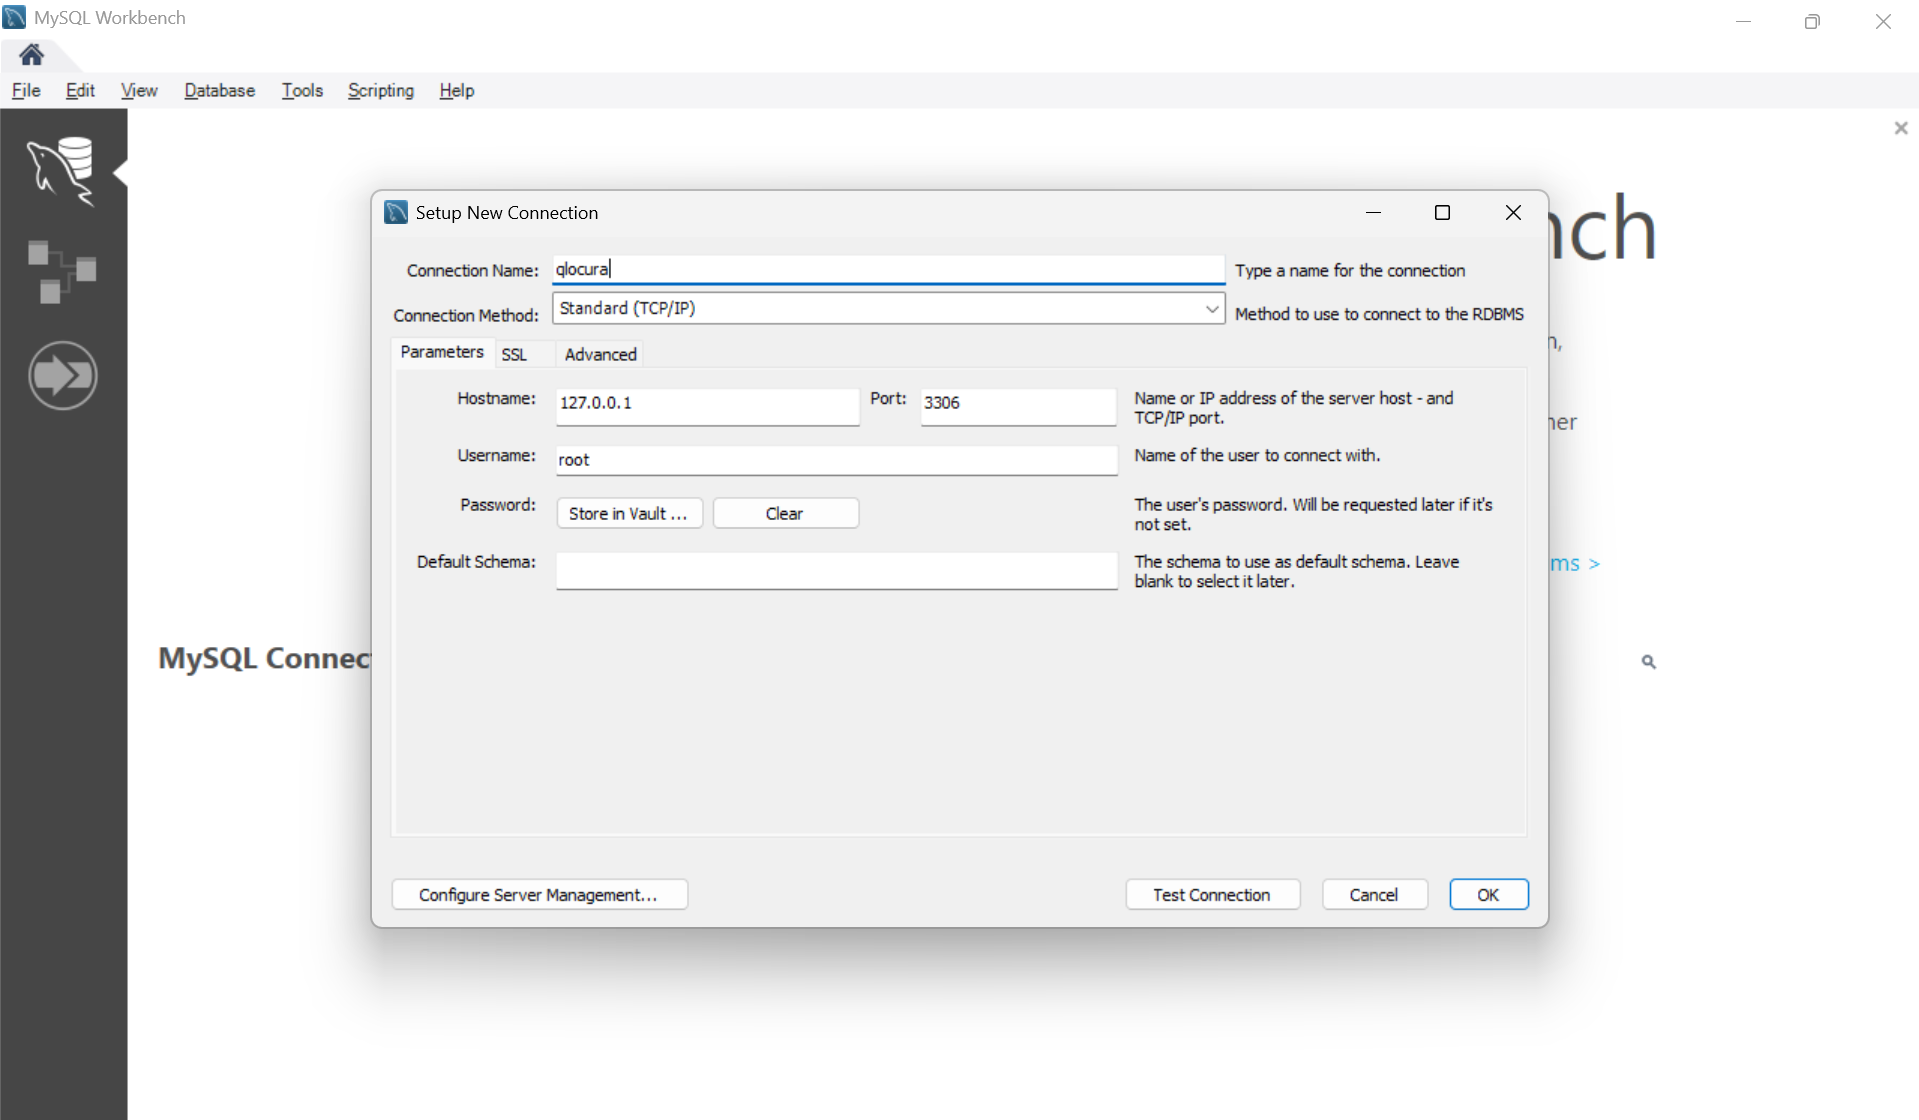 MySQL Workbench
File Edit View Database Tools Scripting Help
nch
Setup New Connection
Connection Name: qlocura Type a name for the connection
Connection Method: Standard (TCP/IP) Method to use to connect to the RDBMS
Parameters SSL Advanced
Hostname: 127.0.0.1 Port: 3306 Name or IP address of the server host - and
TCP/IP port.
Username: root Name of the user to connect with.
Password: Store in Vault ... Clear The user's password. Will be requested later if it's
not set.
Default Schema: The schema to use as default schema. Leave
blank to select it later.
n,
ner
ms >
MySQL Connec
Configure Server Management... Test Connection Cancel OK